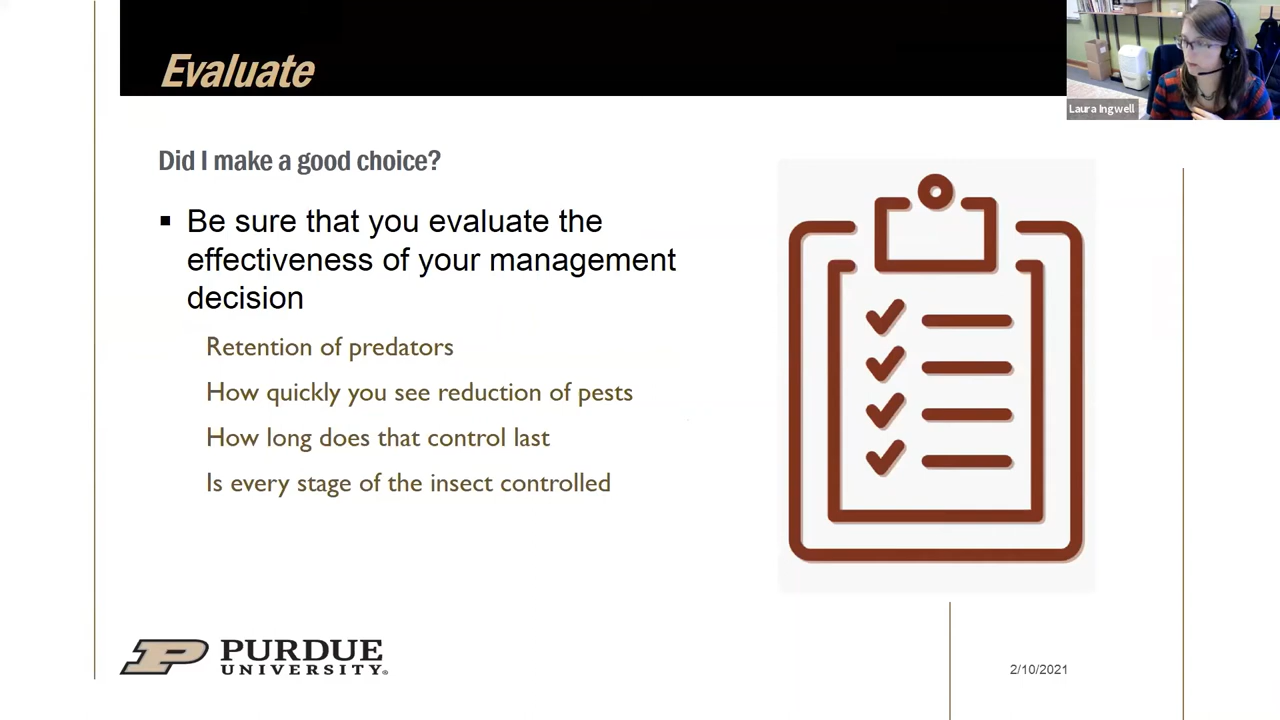 Evaluate
Laura Ingwell
Did I make a good choice?
▪ Be sure that you evaluate the
effectiveness of your management
decision
Retention of predators
How quickly you see reduction of pests
How long does that control last
Is every stage of the insect controlled
PURDUE
UNIVERSITY®
2/10/2021